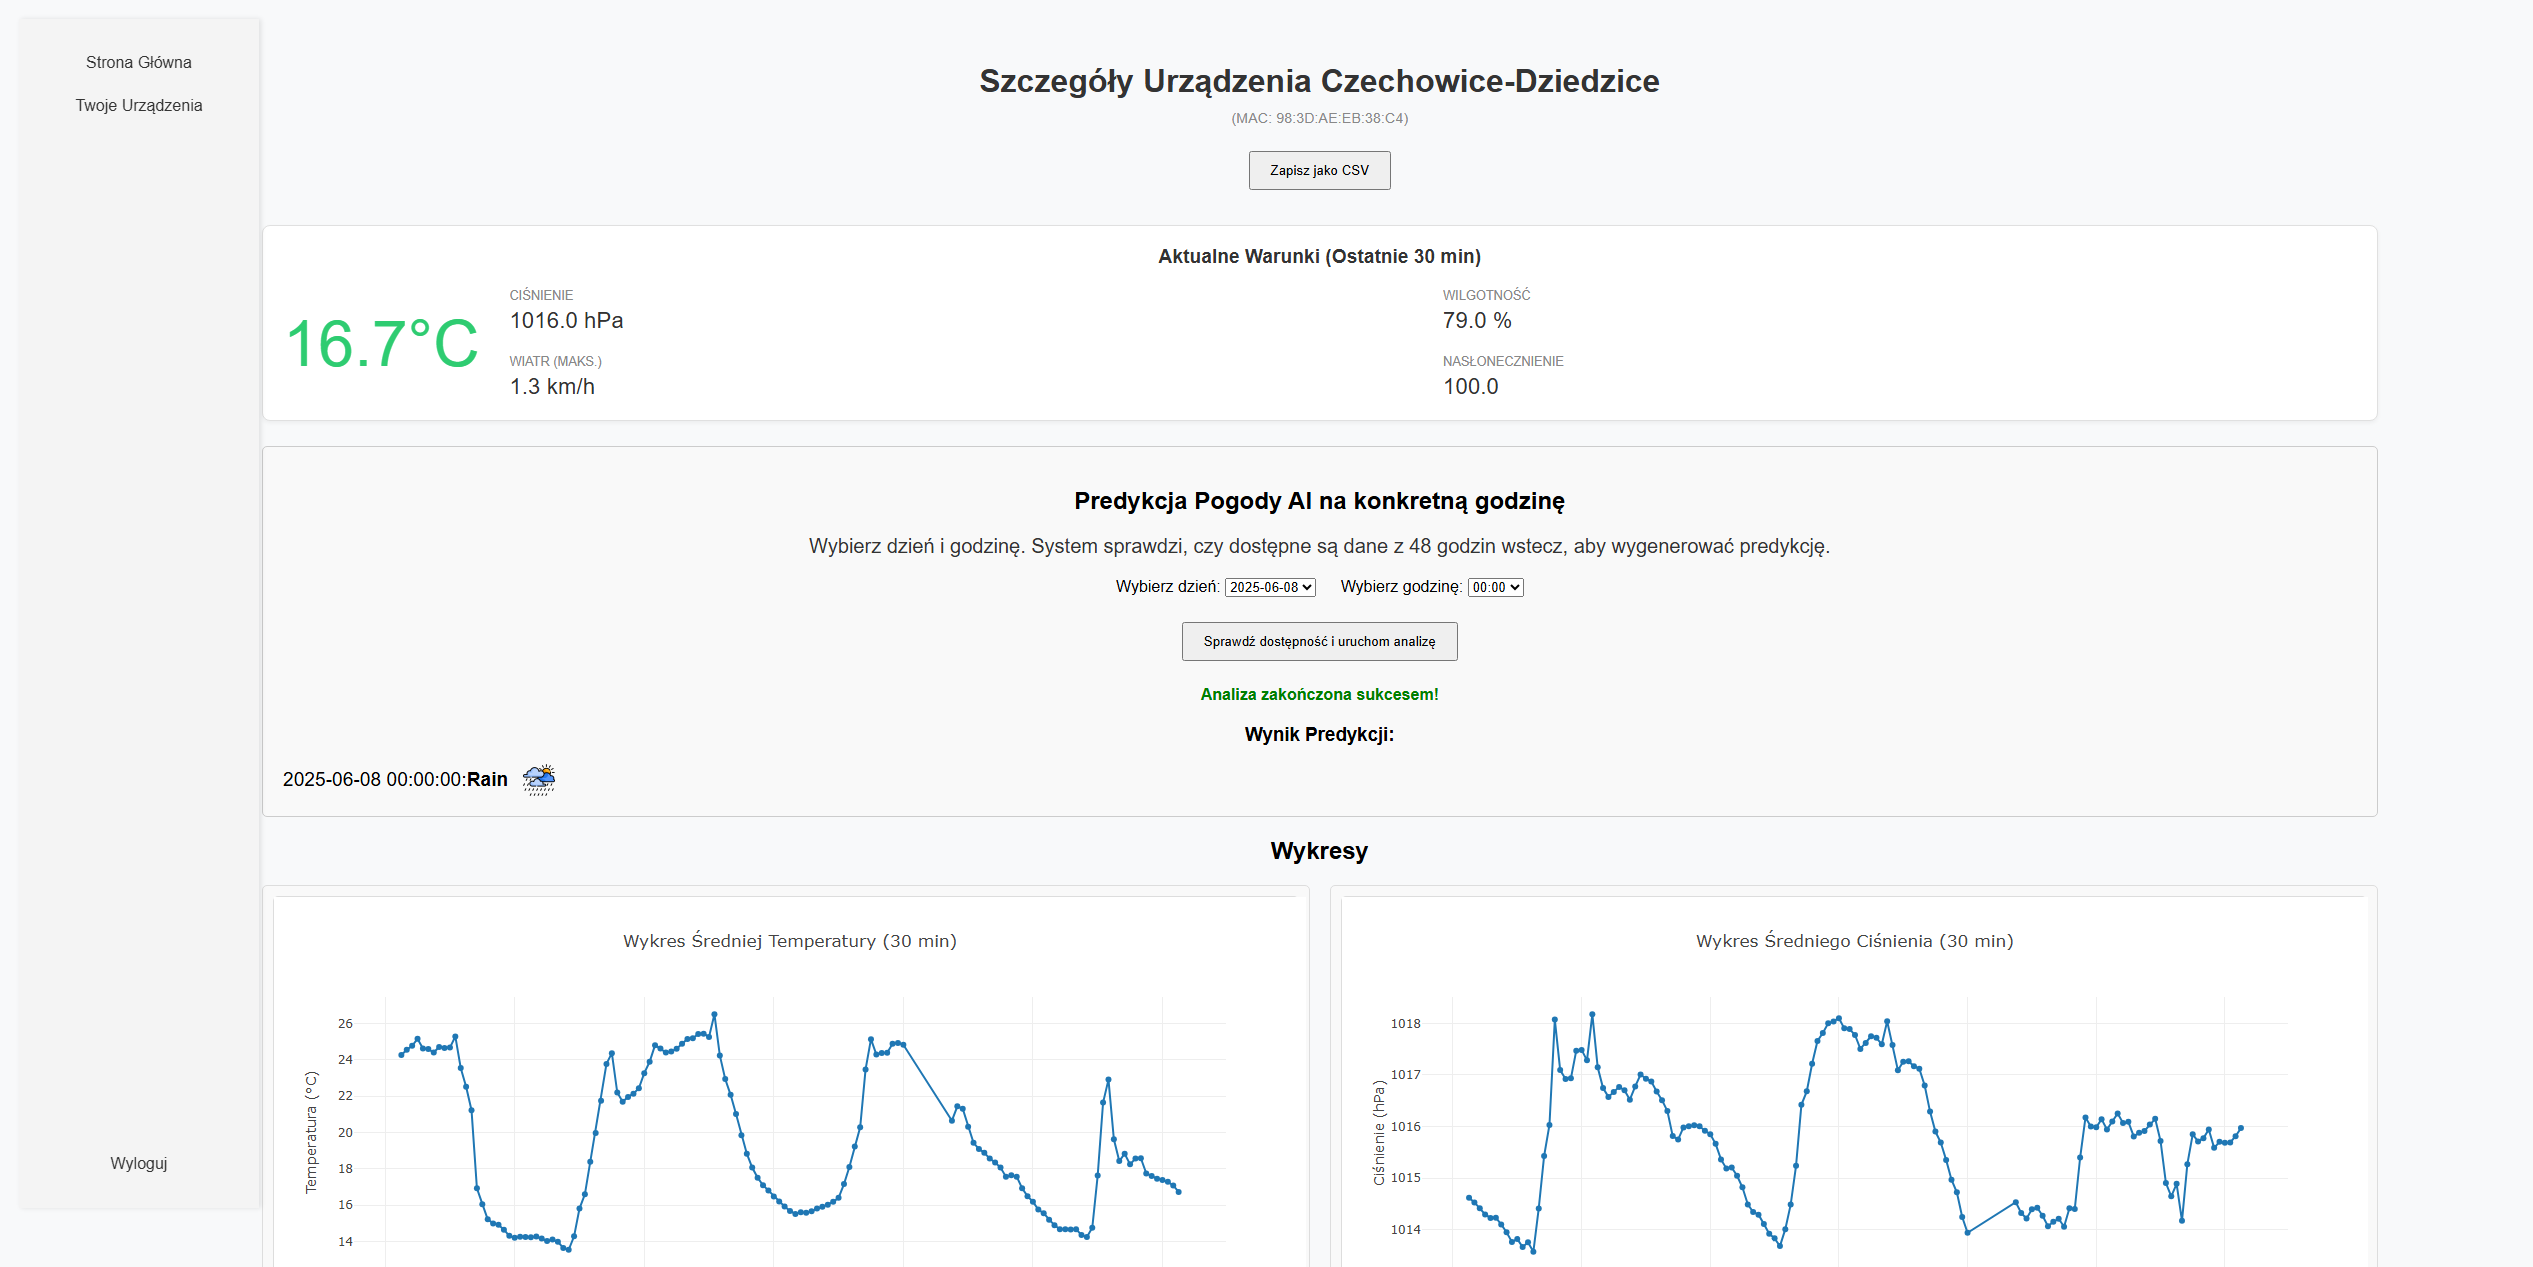 Strona Główna
Twoje Urządzenia
Wyloguj
Szczegóły Urządzenia Czechowice-Dziedzice
(MAC: 98:3D:AE:EB:38:C4)
Zapisz jako CSV
Aktualne Warunki (Ostatnie 30 min)
16.7°C
CIŚNIENIE
1016.0 hPa
WILGOTNOŚĆ
79.0 %
WIATR (MAKS.)
1.3 km/h
NASŁONECZNIENIE
100.0
Predykcja Pogody AI na konkretną godzinę
Wybierz dzień i godzinę. System sprawdzi, czy dostępne są dane z 48 godzin wstecz, aby wygenerować predykcję.
Wybierz dzień: 2025-06-08 Wybierz godzinę: 00:00
Sprawdź dostępność i uruchom analizę
Analiza zakończona sukcesem!
Wynik Predykcji:
2025-06-08 00:00:00:Rain
Wykresy
Wykres Średniej Temperatury (30 min)
Temperatura (°C)
26
24
22
20
18
16
14
Wykres Średniego Ciśnienia (30 min)
Ciśnienie (hPa)
1018
1017
1016
1015
1014